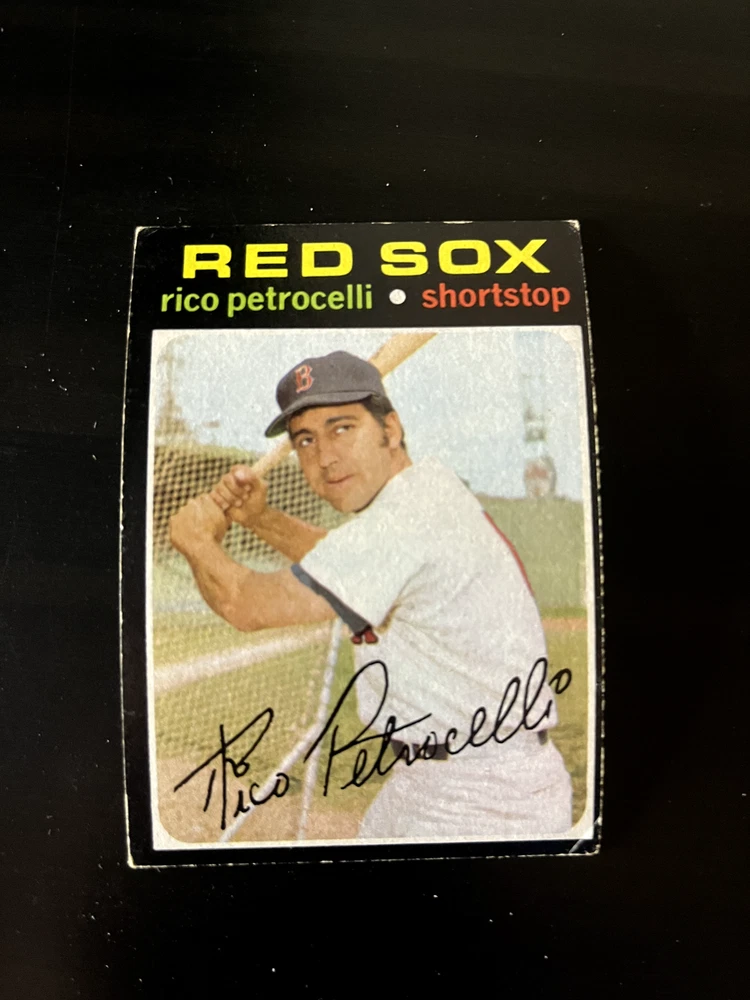 RED SOX
rico petrocelli • shortstop
B
Rico Petrocelli